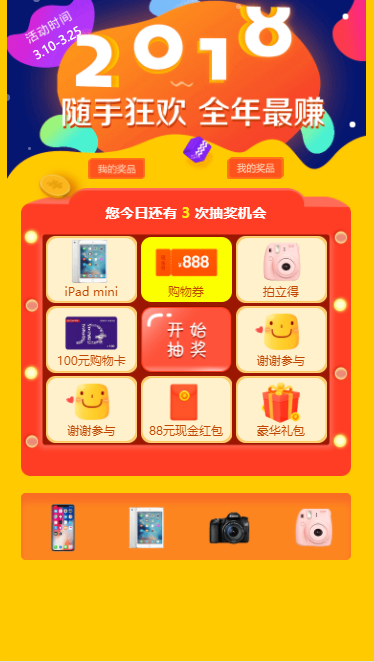 活动时间
3.10-3.25
2018
随手狂欢 全年最赚
我的奖品
我的奖品
您今日还有 3 次抽奖机会
¥888
iPad mini
购物券
拍立得
JD
开始
抽奖
100元购物卡
谢谢参与
谢谢参与
88元现金红包
豪华礼包